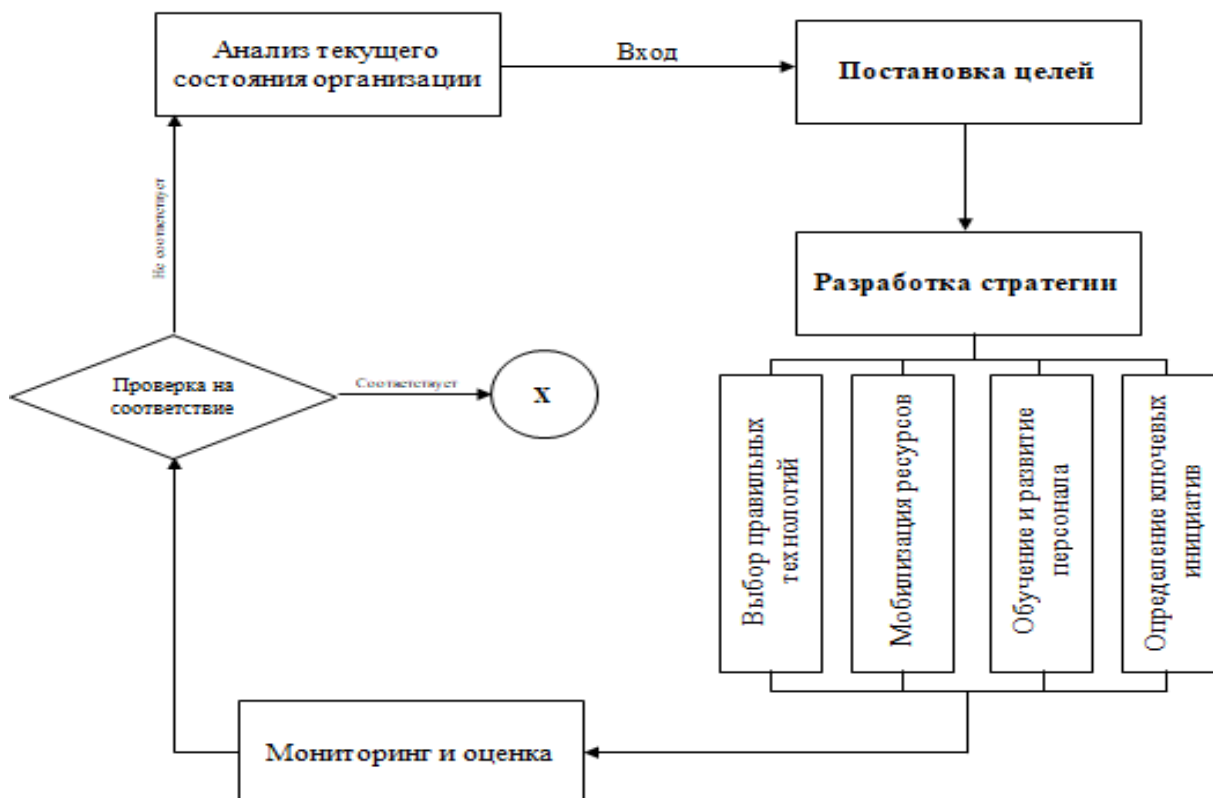 Анализ текущего
состояния организации
Вход
Постановка целей
Разработка стратегии
Не соответствует
Проверка на
соответствие
Соответствует
X
Выбор правильных
технологий
Мобилизация ресурсов
Обучение и развитие
персонала
Определение ключевых
инициатив
Мониторинг и оценка